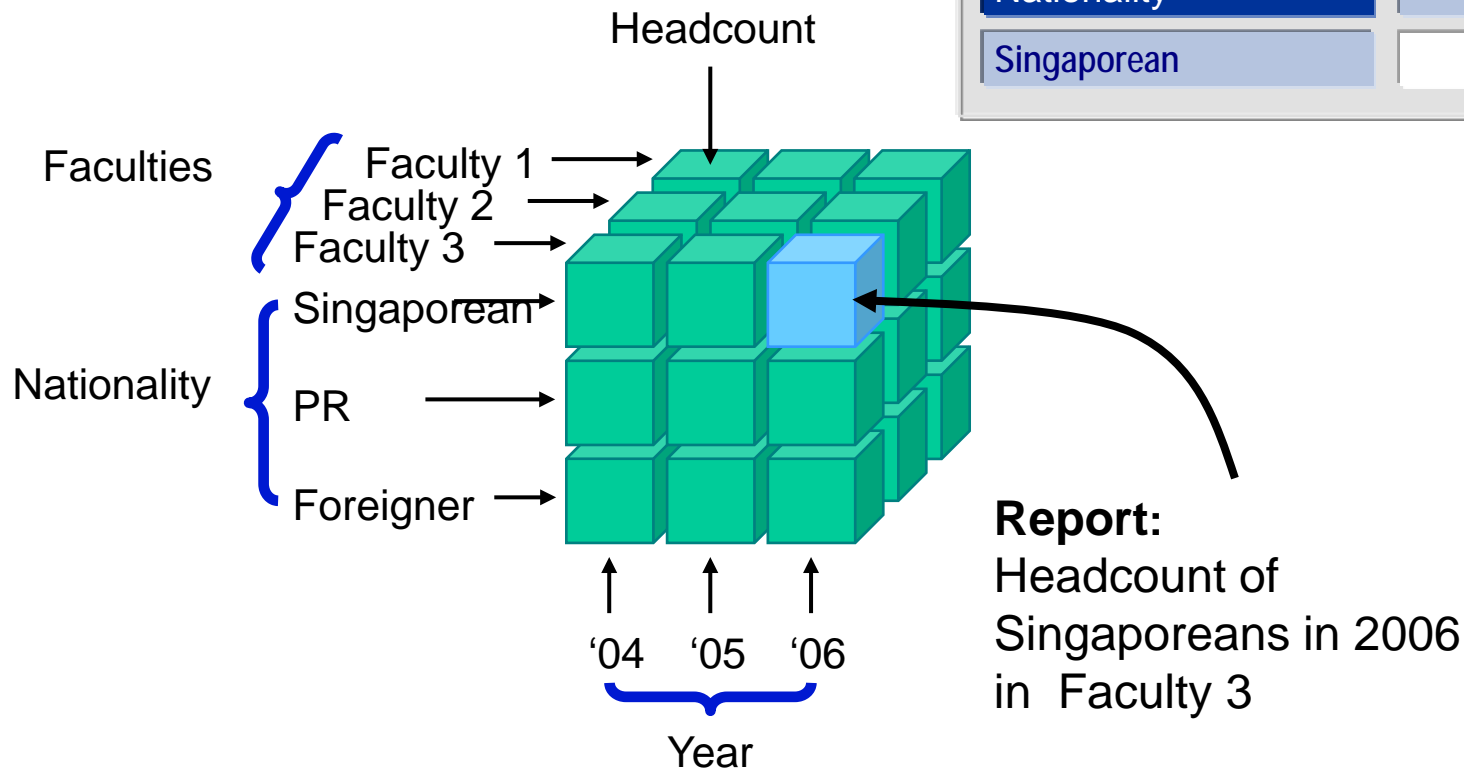 Headcount
Nationality
Singaporean
Faculties
Faculty 1
Faculty 2
Faculty 3
Singaporean
Nationality
PR
Foreigner
‘04 ‘05 ‘06
Year
Report:
Headcount of
Singaporeans in 2006
in Faculty 3